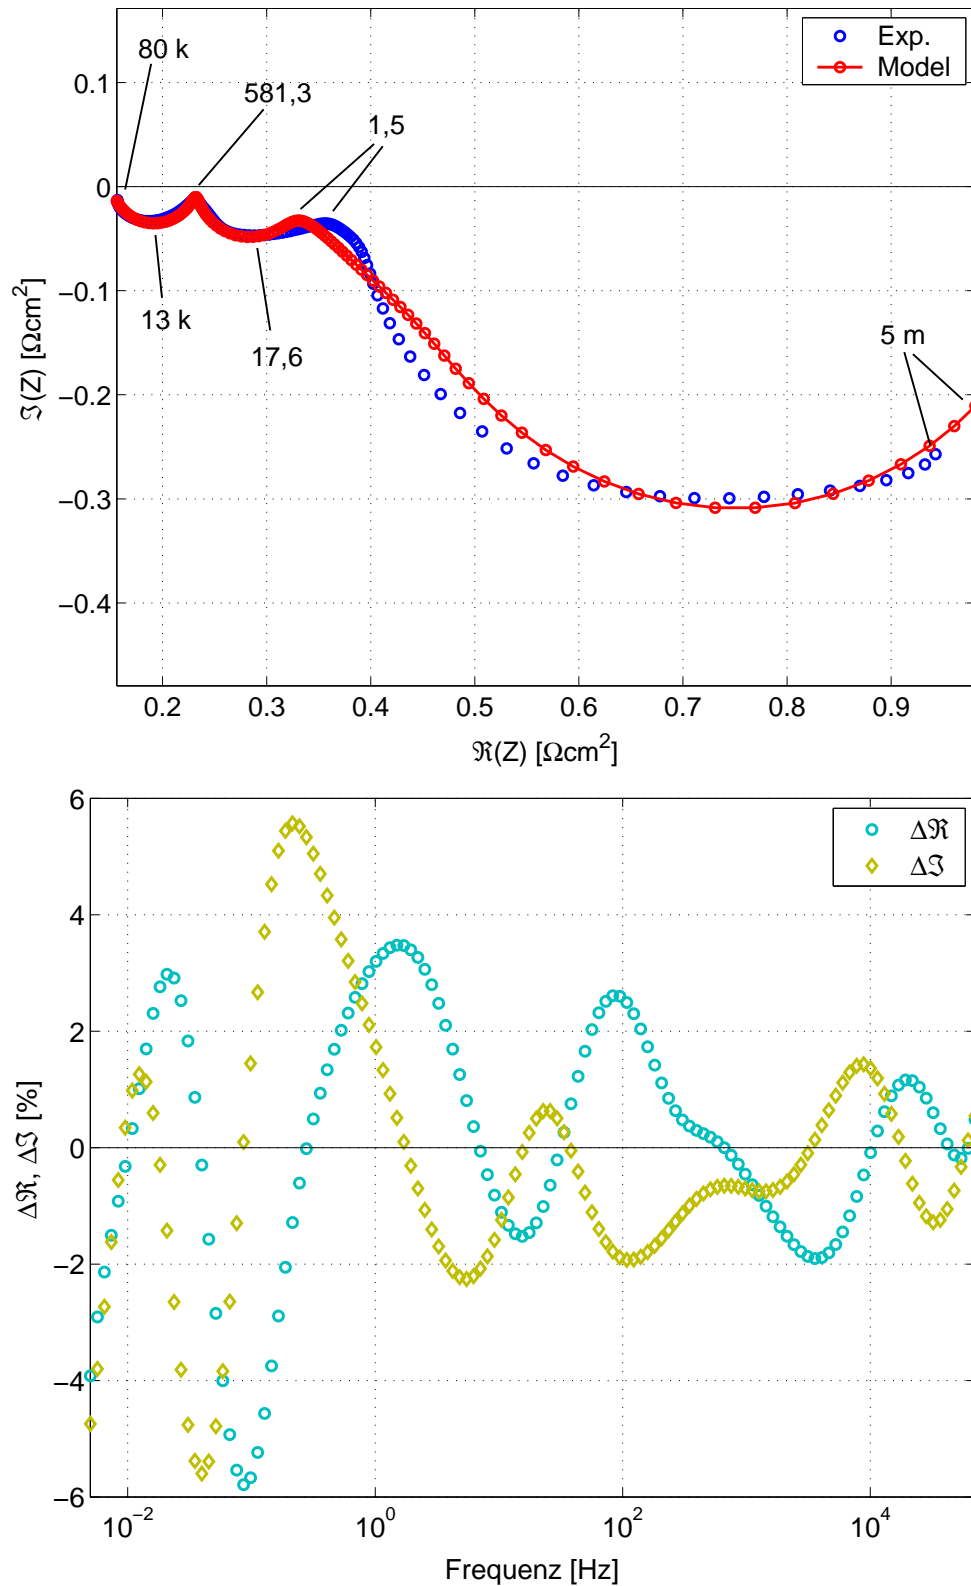 80 k
581,3
1,5
Exp.
Model
0.1
0
−0.1
−0.2
−0.3
−0.4
13 k
17,6
5 m
ℑ(Z) [Ωcm²]
0.2 0.3 0.4 0.5 0.6 0.7 0.8 0.9
ℜ(Z) [Ωcm²]
6
4
2
0
−2
−4
−6
Δℜ
Δℑ
Δℜ, Δℑ [%]
10⁻² 10⁰ 10² 10⁴
Frequenz [Hz]